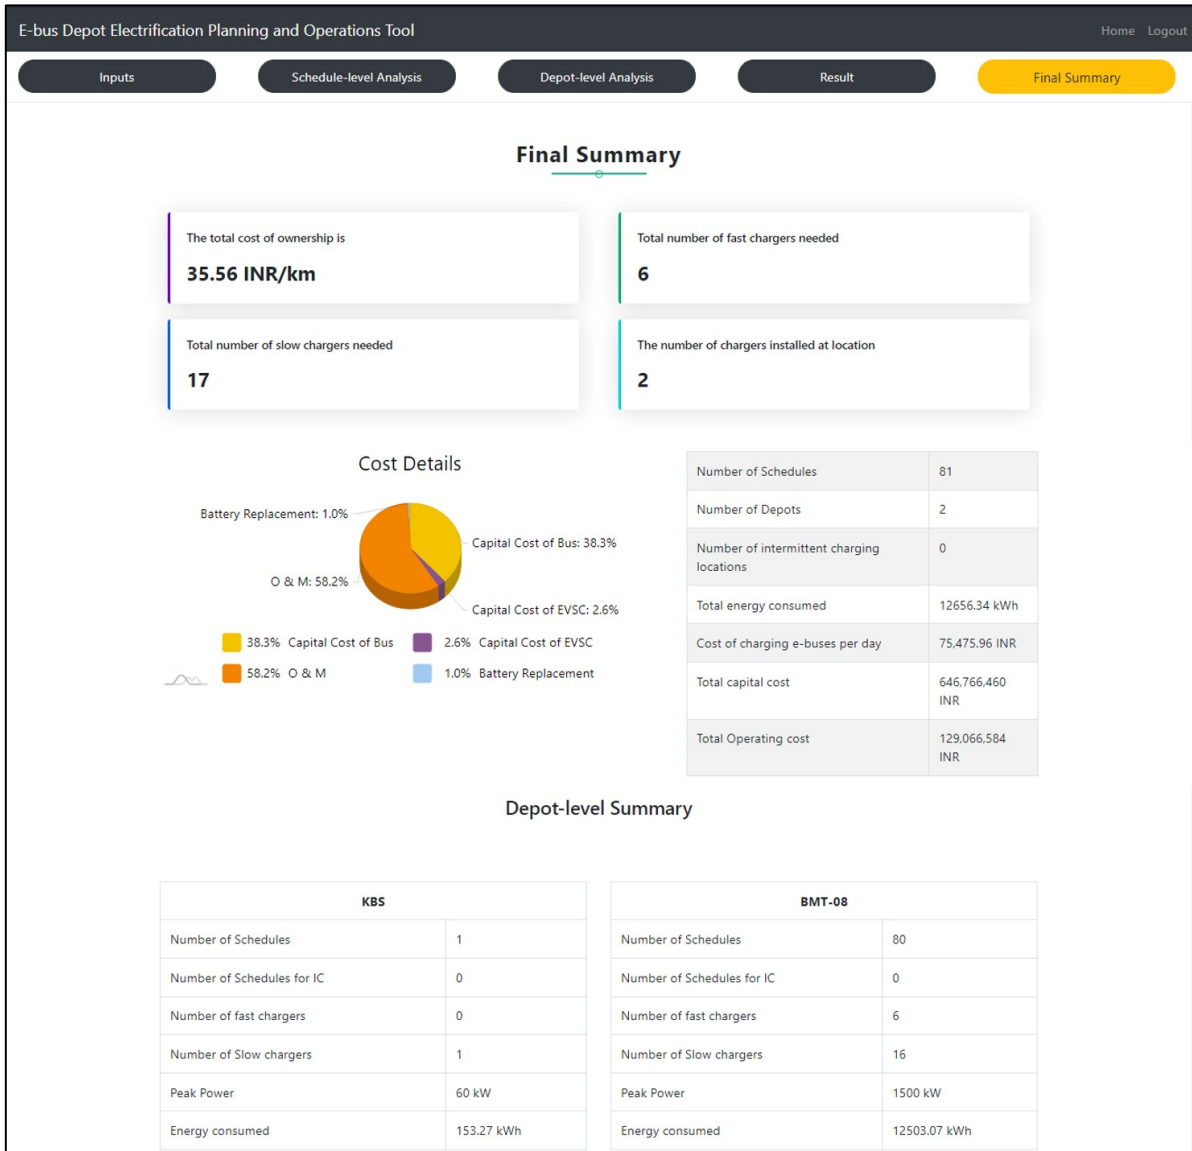 E-bus Depot Electrification Planning and Operations Tool
Home Logout
Inputs
Schedule-level Analysis
Depot-level Analysis
Result
Final Summary
Final Summary
The total cost of ownership is
35.56 INR/km
Total number of fast chargers needed
6
Total number of slow chargers needed
17
The number of chargers installed at location
2
Cost Details
Battery Replacement: 1.0%
Capital Cost of Bus: 38.3%
O & M: 58.2%
Capital Cost of EVSC: 2.6%
38.3% Capital Cost of Bus
2.6% Capital Cost of EVSC
58.2% O & M
1.0% Battery Replacement
Number of Schedules 81
Number of Depots 2
Number of intermittent charging 0
locations
Total energy consumed 12656.34 kWh
Cost of charging e-buses per day 75,475.96 INR
Total capital cost 646,766,460
INR
Total Operating cost 129,066,584
INR
Depot-level Summary
KBS
Number of Schedules 1
Number of Schedules for IC 0
Number of fast chargers 0
Number of Slow chargers 1
Peak Power 60 kW
Energy consumed 153.27 kWh
BMT-08
Number of Schedules 80
Number of Schedules for IC 0
Number of fast chargers 6
Number of Slow chargers 16
Peak Power 1500 kW
Energy consumed 12503.07 kWh